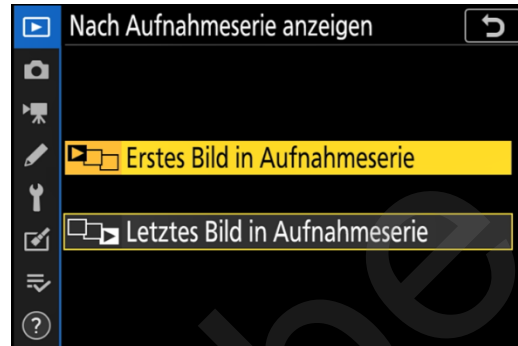 Nach Aufnahmeserie anzeigen
Erstes Bild in Aufnahmeserie
Letztes Bild in Aufnahmeserie
?